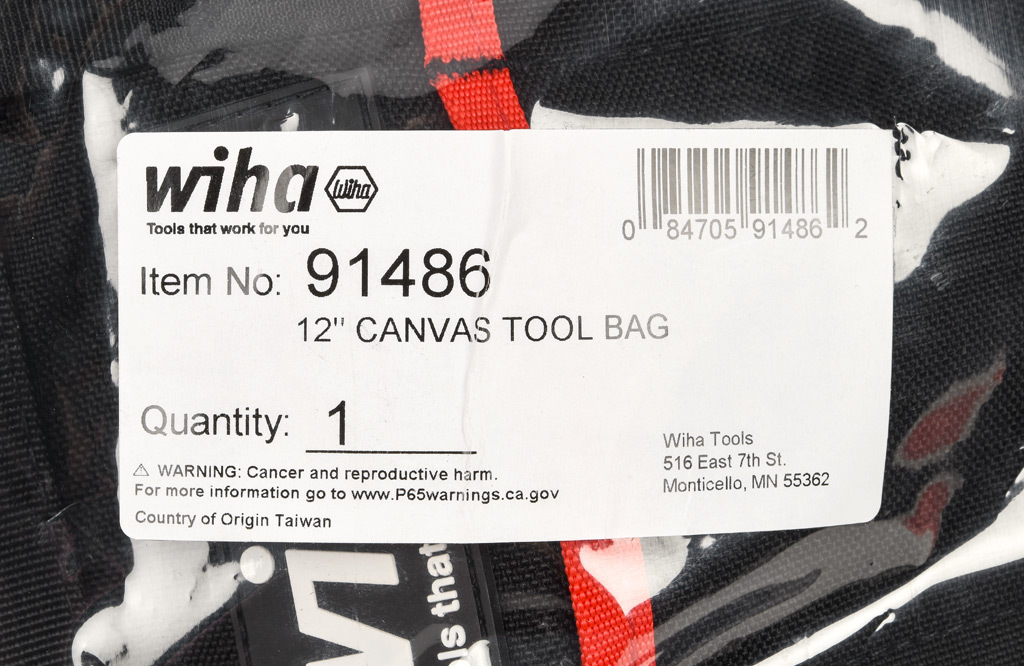 wiha Wiha
Tools that work for you
0 84705 91486 2
Item No: 91486
12" CANVAS TOOL BAG
Quantity: 1
⚠ WARNING: Cancer and reproductive harm.
For more information go to www.P65warnings.ca.gov
Country of Origin Taiwan
Wiha Tools
516 East 7th St.
Monticello, MN 55362